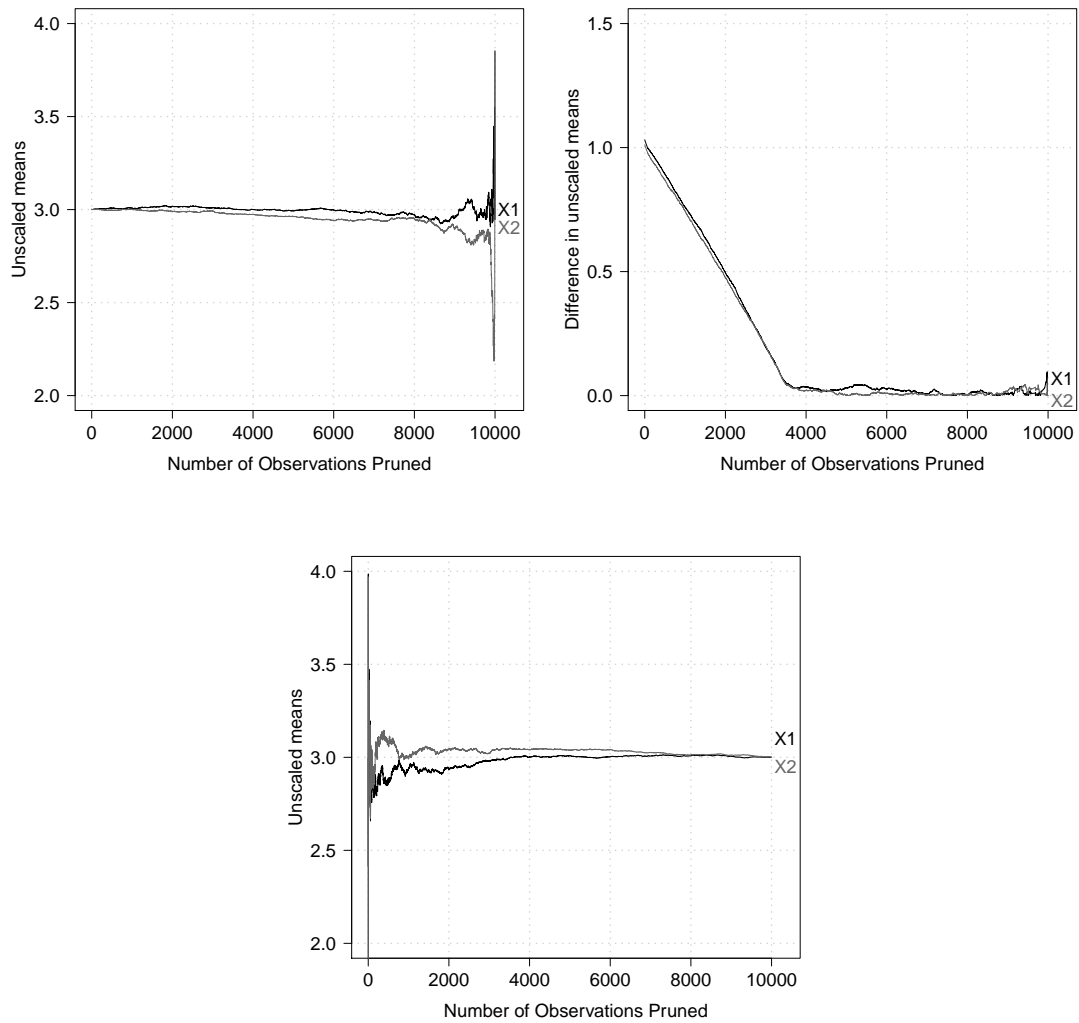 4.0
3.5
3.0
2.5
2.0
Unscaled means
X1
X2
0 2000 4000 6000 8000 10000
Number of Observations Pruned
1.5
1.0
0.5
0.0
Difference in unscaled means
X1
X2
0 2000 4000 6000 8000 10000
Number of Observations Pruned
4.0
3.5
3.0
2.5
2.0
Unscaled means
X1
X2
0 2000 4000 6000 8000 10000
Number of Observations Pruned